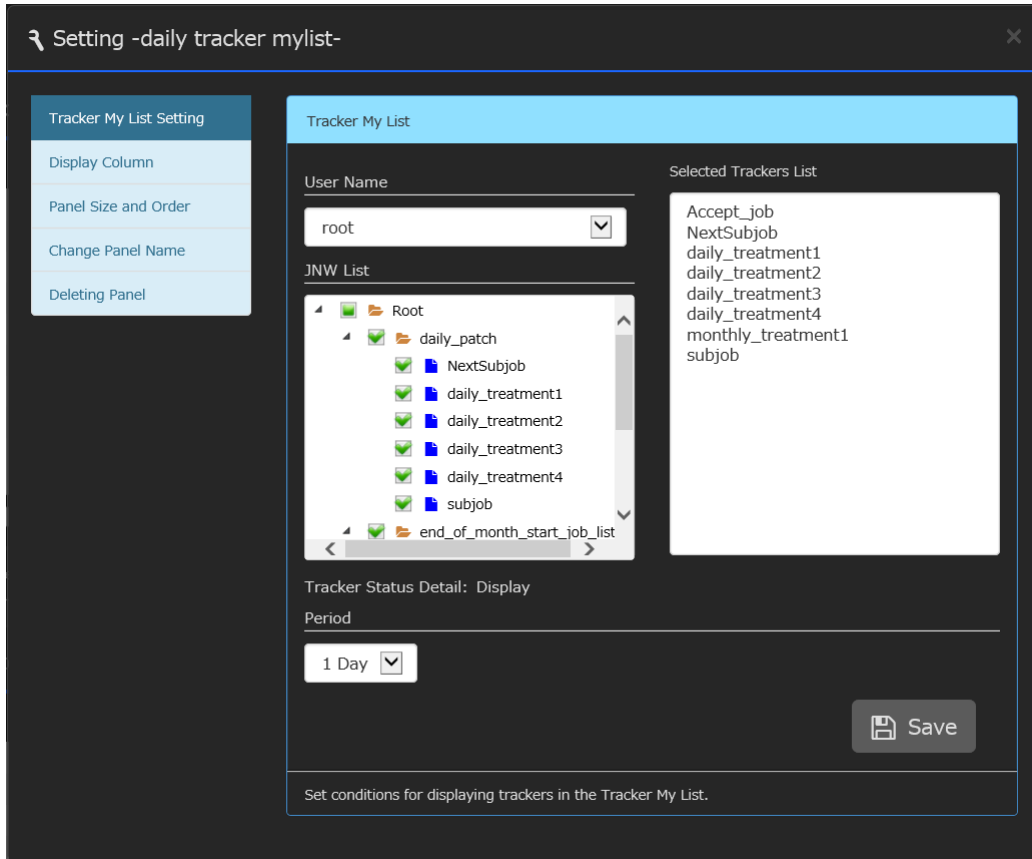 Setting -daily tracker mylist-
Tracker My List Setting
Display Column
Panel Size and Order
Change Panel Name
Deleting Panel
Tracker My List
User Name
root
JNW List
Root
daily_patch
NextSubjob
daily_treatment1
daily_treatment2
daily_treatment3
daily_treatment4
subjob
end_of_month_start_job_list
Selected Trackers List
Accept_job
NextSubjob
daily_treatment1
daily_treatment2
daily_treatment3
daily_treatment4
monthly_treatment1
subjob
Tracker Status Detail: Display
Period
1 Day
Save
Set conditions for displaying trackers in the Tracker My List.